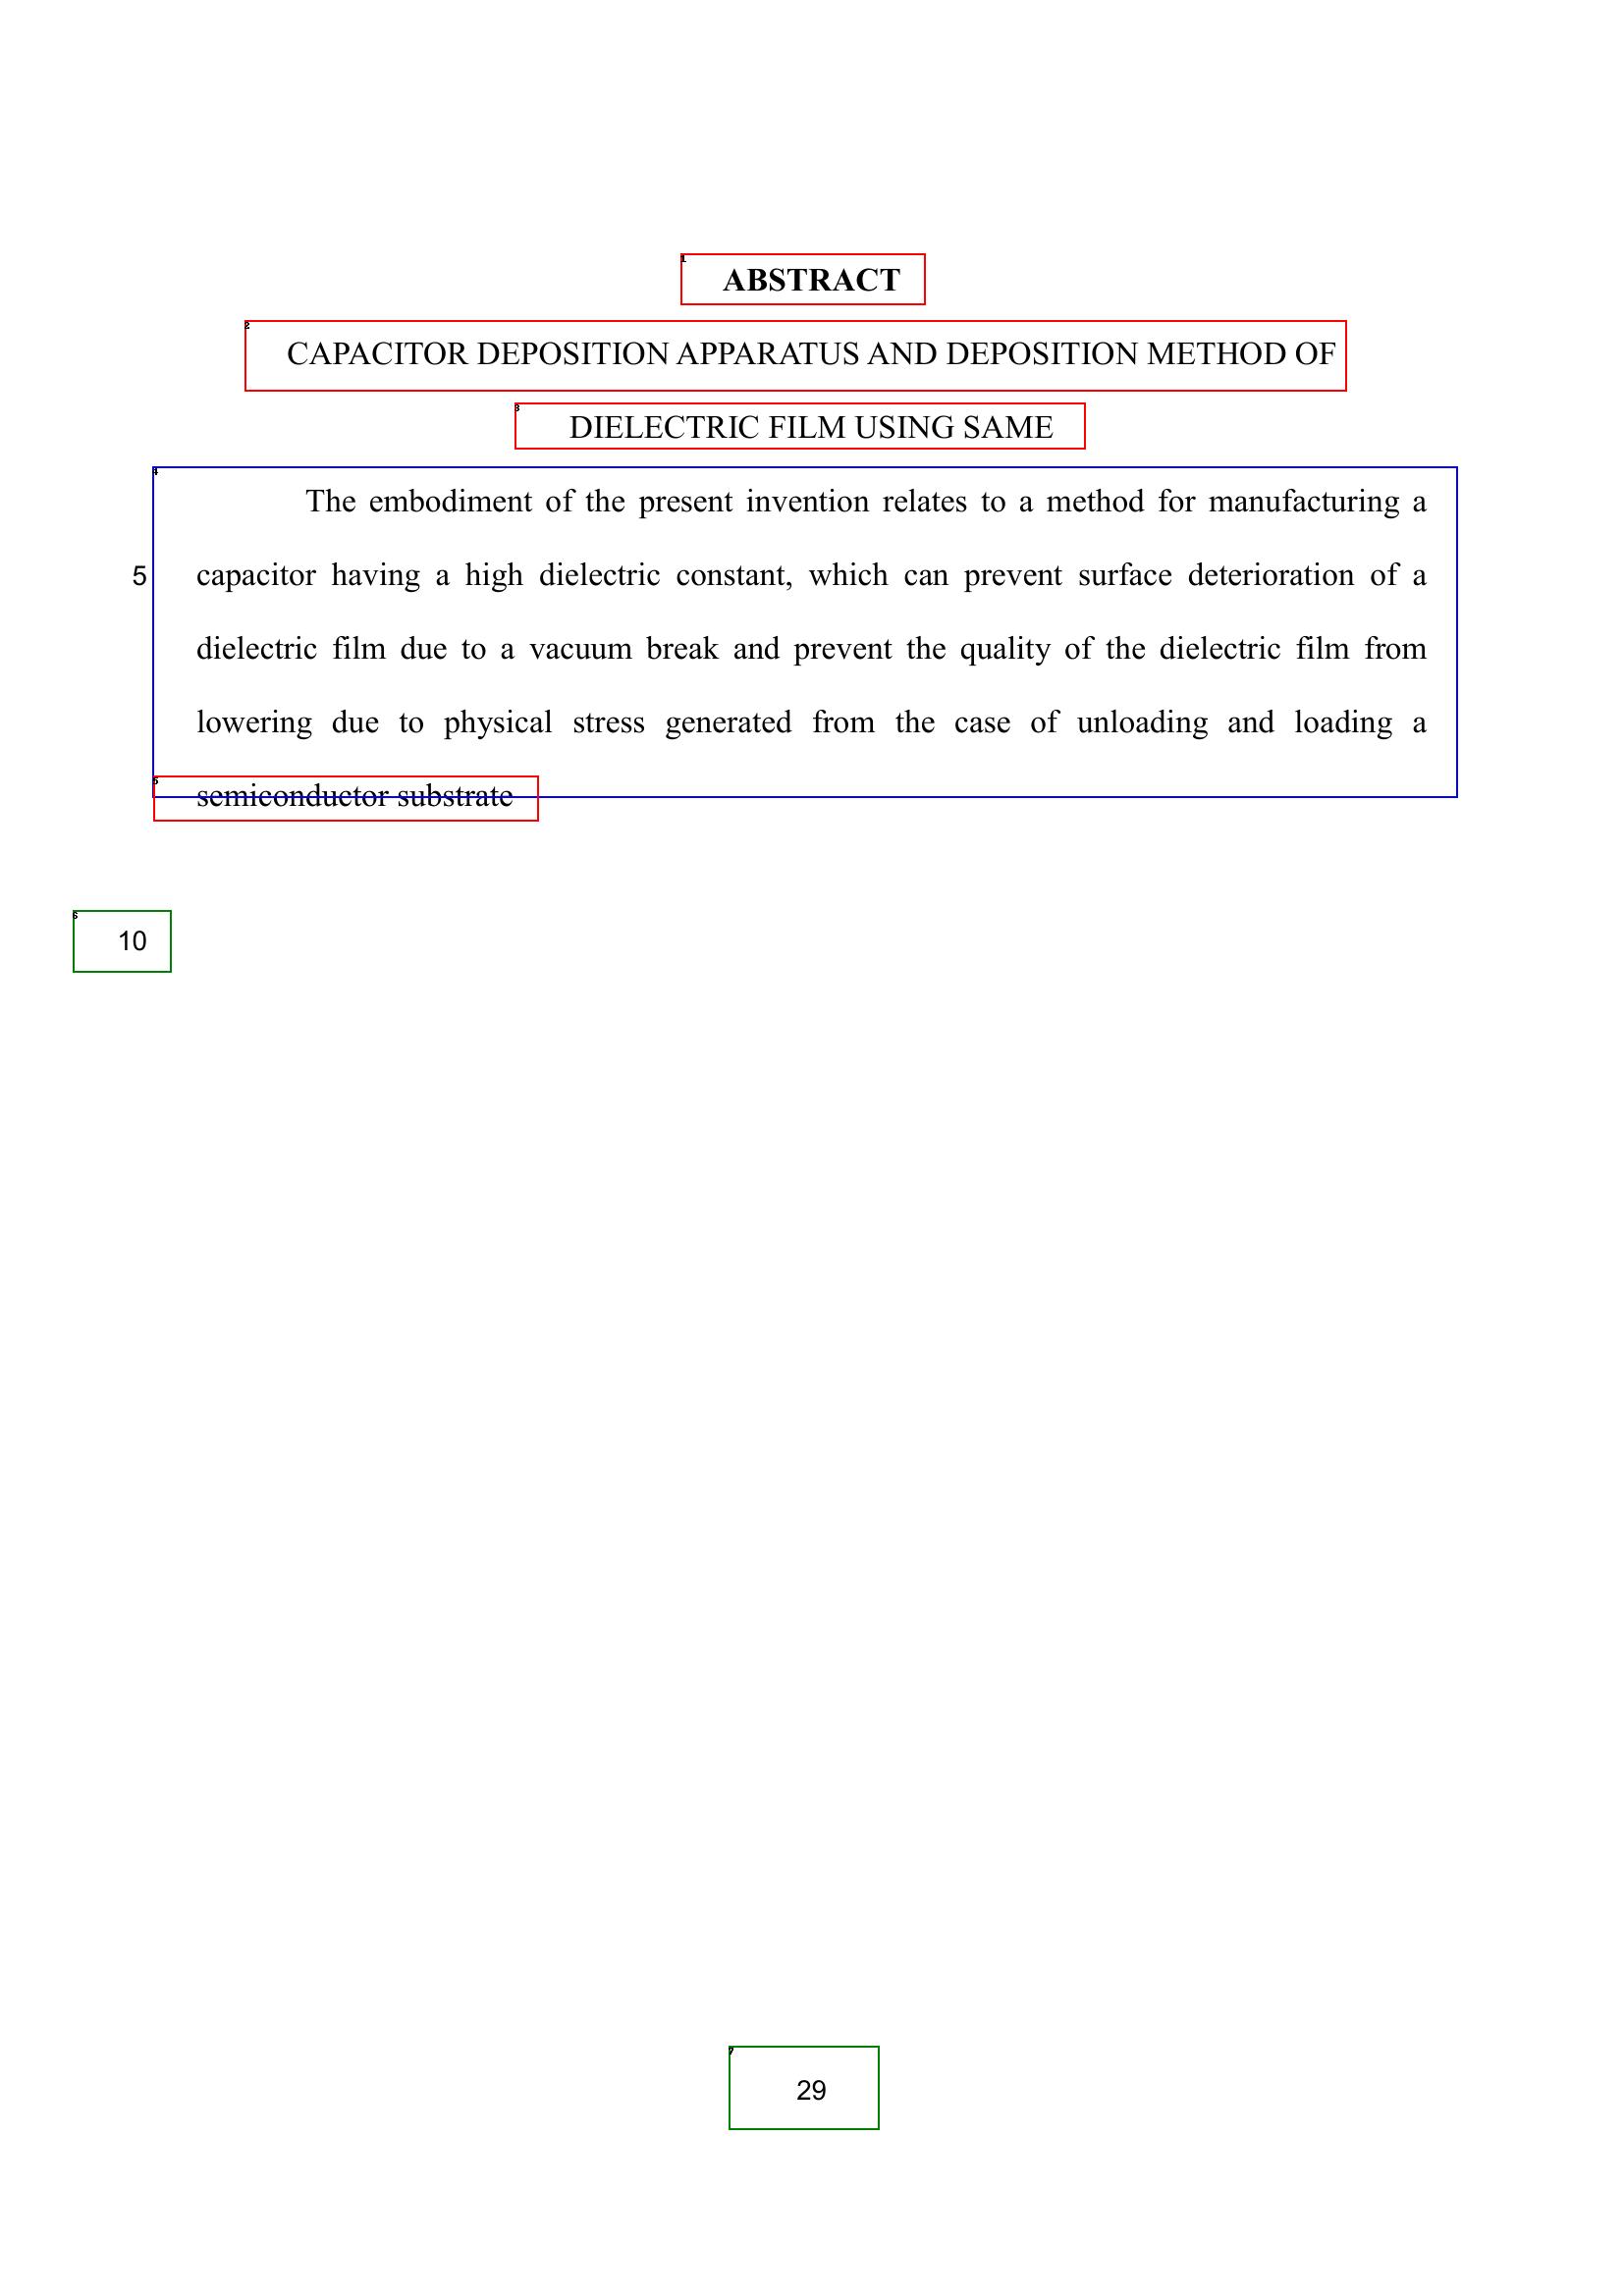 ABSTRACT
CAPACITOR DEPOSITION APPARATUS AND DEPOSITION METHOD OF
DIELECTRIC FILM USING SAME
The embodiment of the present invention relates to a method for manufacturing a
5 capacitor having a high dielectric constant, which can prevent surface deterioration of a
dielectric film due to a vacuum break and prevent the quality of the dielectric film from
lowering due to physical stress generated from the case of unloading and loading a
semiconductor substrate
10
29